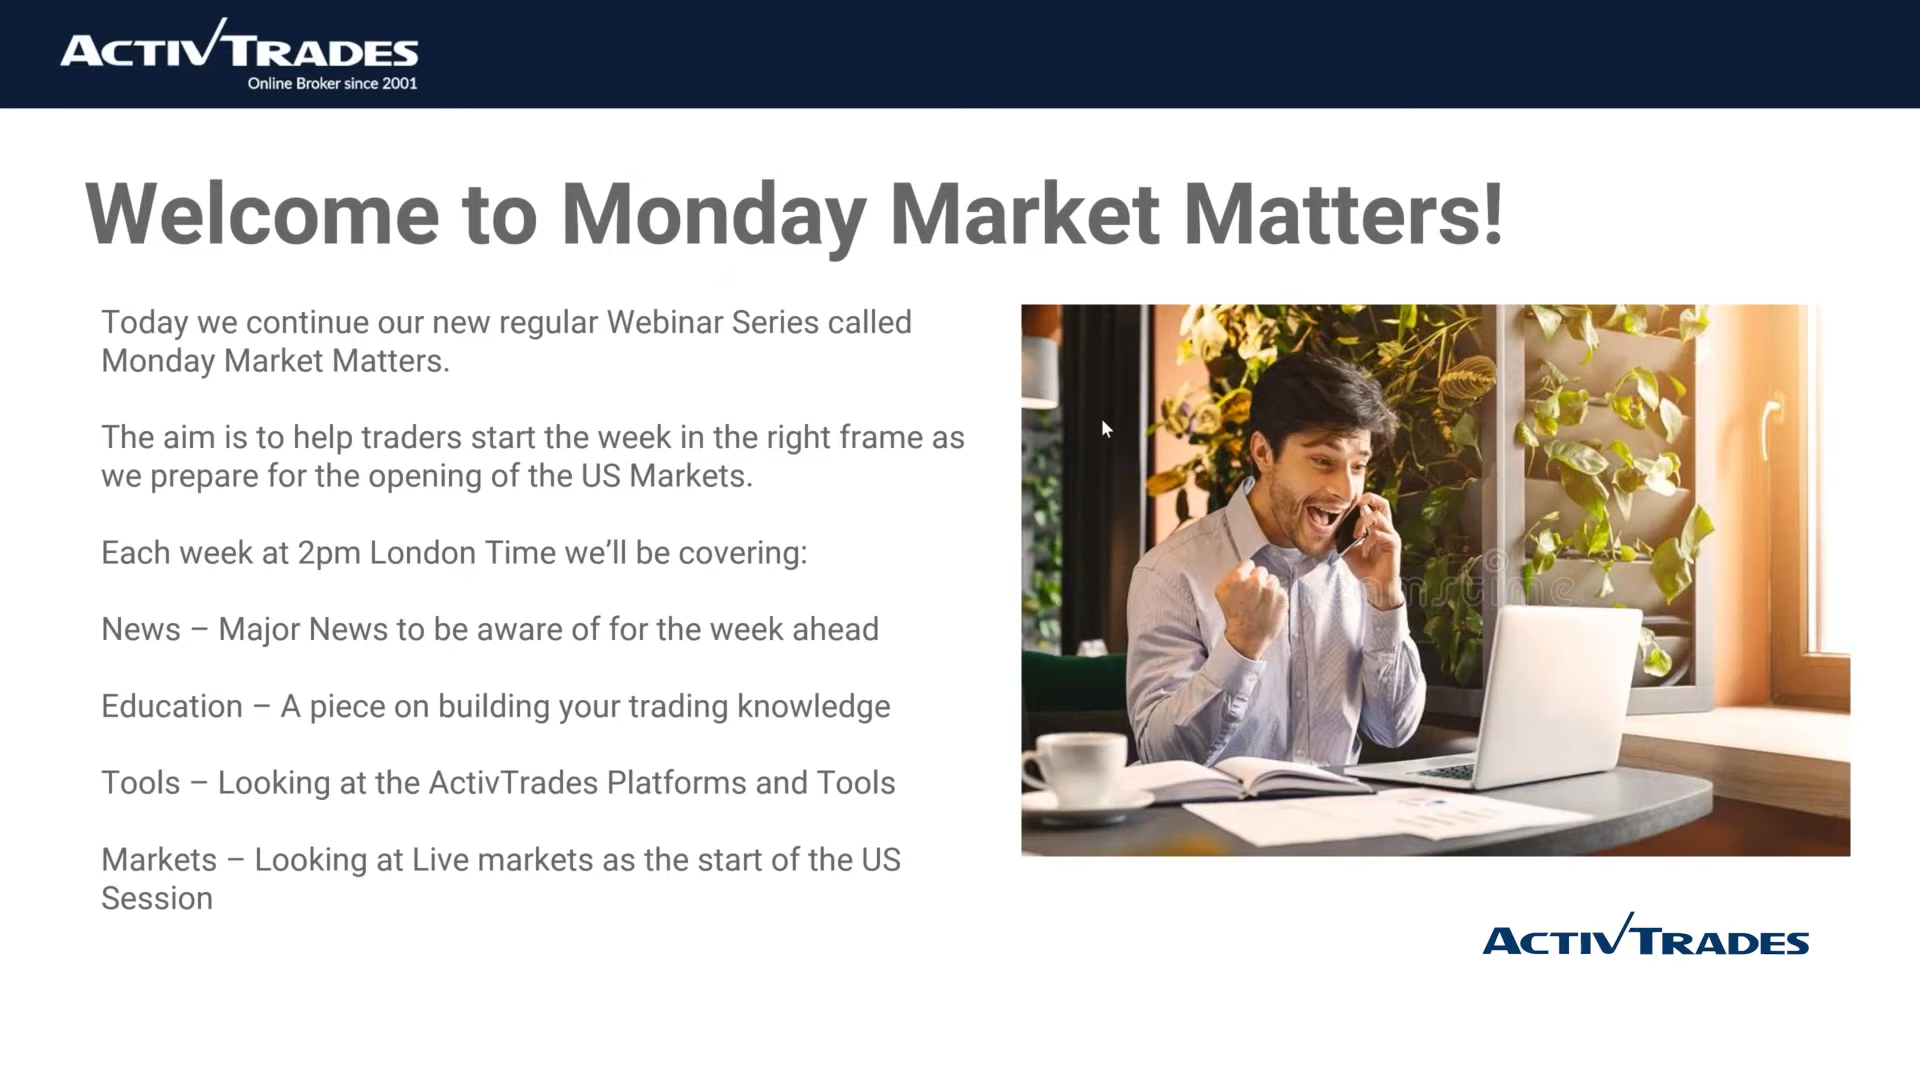 ACTIVTRADES
Online Broker since 2001
Welcome to Monday Market Matters!
Today we continue our new regular Webinar Series called
Monday Market Matters.
The aim is to help traders start the week in the right frame as
we prepare for the opening of the US Markets.
Each week at 2pm London Time we’ll be covering:
News – Major News to be aware of for the week ahead
Education – A piece on building your trading knowledge
Tools – Looking at the ActivTrades Platforms and Tools
Markets – Looking at Live markets as the start of the US
Session
ACTIVTRADES